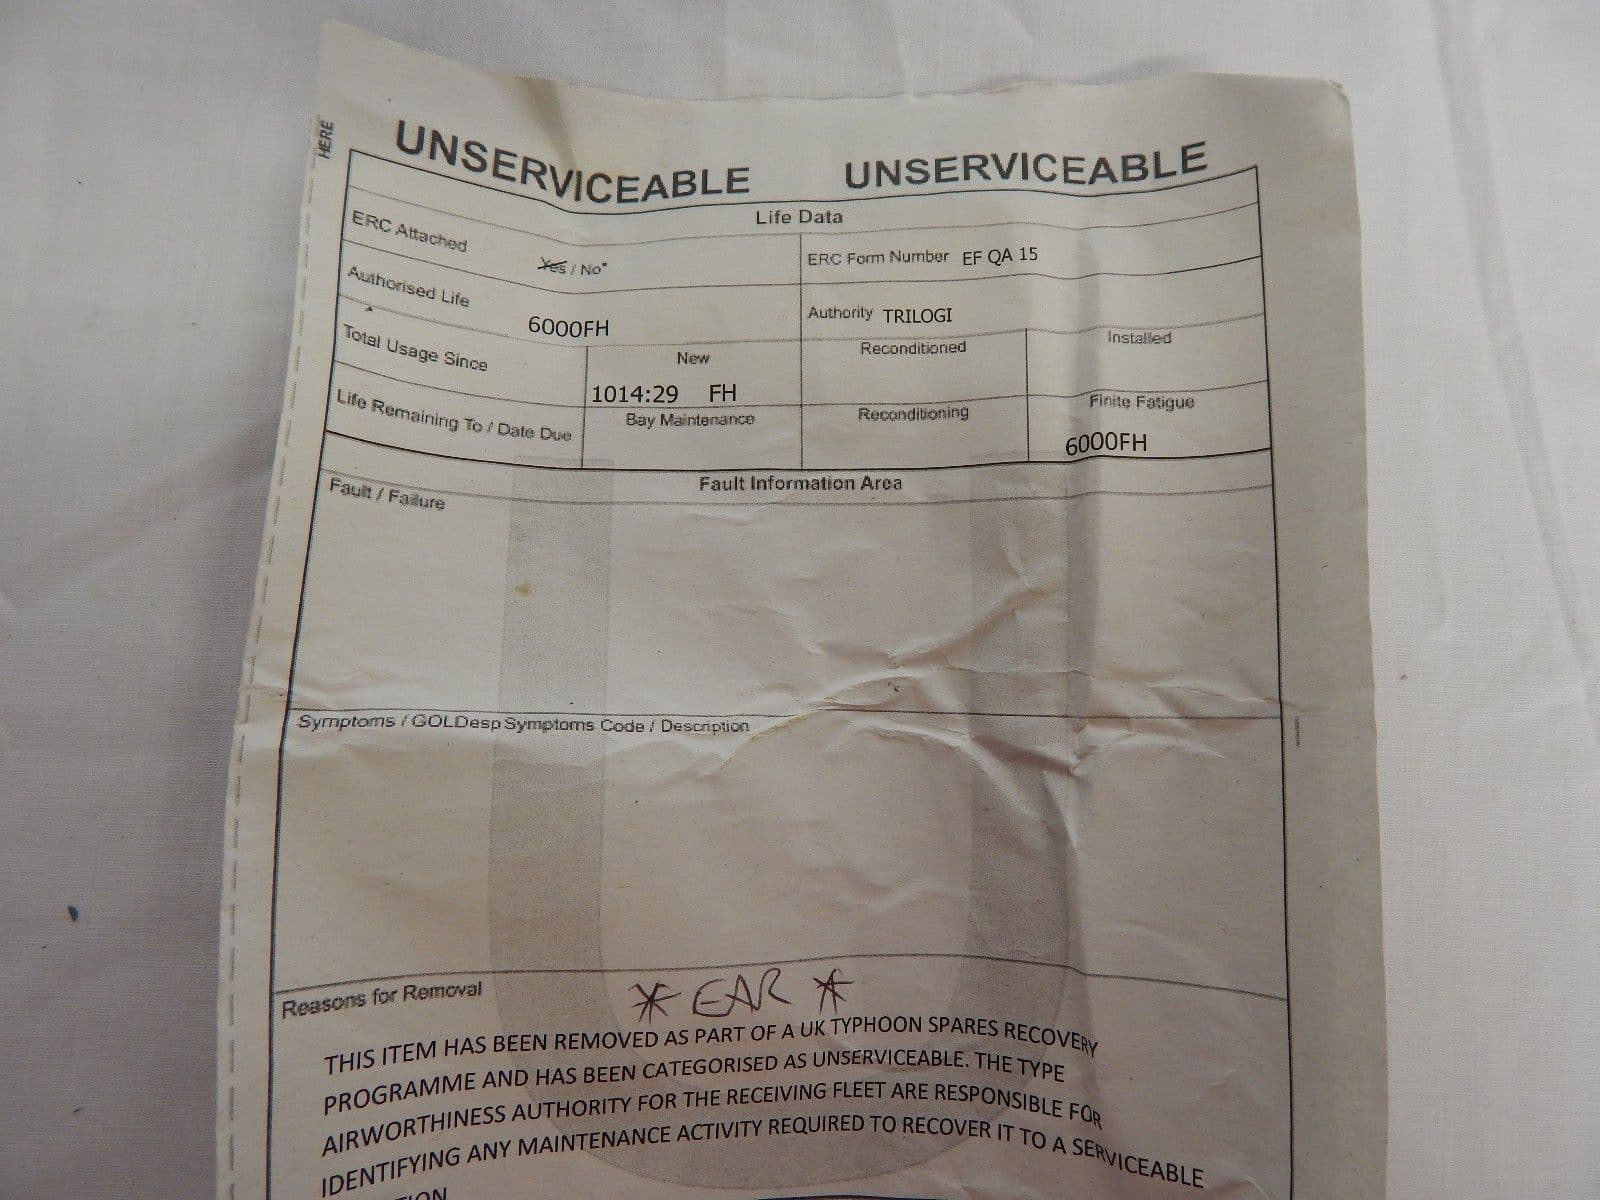 HERE
UNSERVICEABLE UNSERVICEABLE
Life Data
ERC Attached Yes / No* ERC Form Number EF QA 15
Authorised Life 6000FH Authority TRILOGI
Total Usage Since New Reconditioned Installed
1014:29 FH
Life Remaining To / Date Due Bay Maintenance Reconditioning Finite Fatigue
6000FH
Fault Information Area
Fault / Failure
Symptoms / GOLDesp Symptoms Code / Description
Reasons for Removal * EAR *
THIS ITEM HAS BEEN REMOVED AS PART OF A UK TYPHOON SPARES RECOVERY
PROGRAMME AND HAS BEEN CATEGORISED AS UNSERVICEABLE. THE TYPE
AIRWORTHINESS AUTHORITY FOR THE RECEIVING FLEET ARE RESPONSIBLE FOR
IDENTIFYING ANY MAINTENANCE ACTIVITY REQUIRED TO RECOVER IT TO A SERVICEABLE